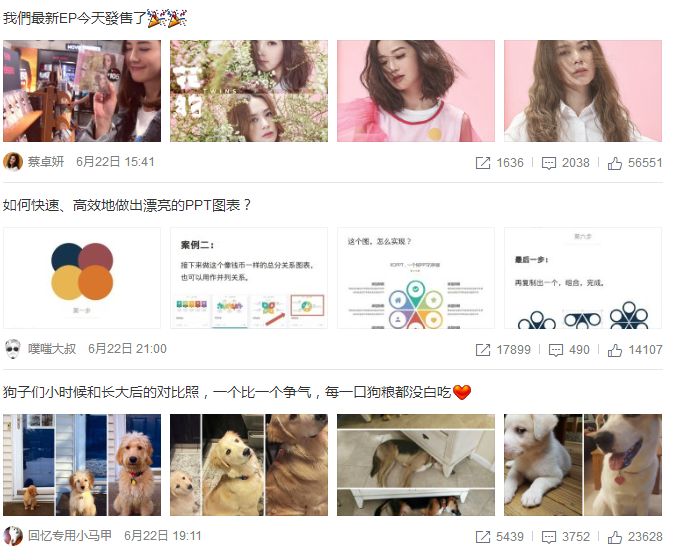 我們最新EP今天發售了
TWINS
蔡卓妍 6月22日 15:41 1636 2038 56551
如何快速、高效地做出漂亮的PPT图表？
第一步
案例二：
接下来做这个像钱币一样的总分关系图表，
也可以用作并列关系。
这个图，怎么实现？
第六步
最后一步：
再复制出一个，组合，完成。
嘿嗤大叔 6月22日 21:00 17899 490 14107
狗子们小时候和长大后的对比照，一个比一个争气，每一口狗粮都没白吃
回忆专用小马甲 6月22日 19:11 5439 3752 23628